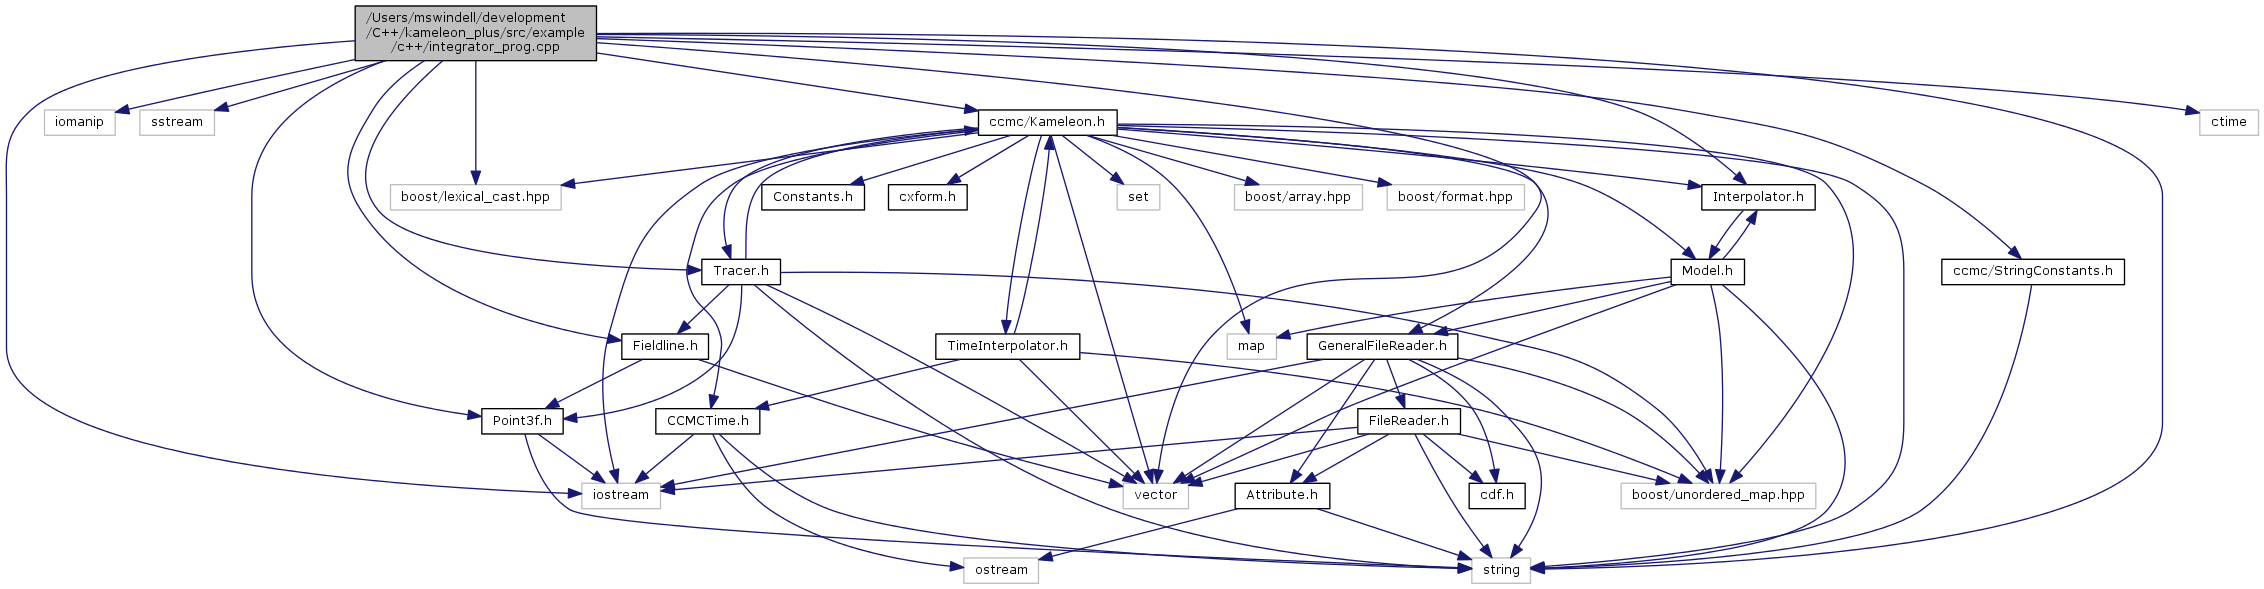 /Users/mswindell/development
/C++/kameleon_plus/src/example
/c++/integrator_prog.cpp
iomanip
sstream
ccmc/Kameleon.h
ctime
boost/lexical_cast.hpp
Constants.h
cxform.h
set
boost/array.hpp
boost/format.hpp
Interpolator.h
Tracer.h
Model.h
ccmc/StringConstants.h
Fieldline.h
TimeInterpolator.h
map
GeneralFileReader.h
Point3f.h
CCMCTime.h
FileReader.h
iostream
vector
Attribute.h
cdf.h
boost/unordered_map.hpp
ostream
string